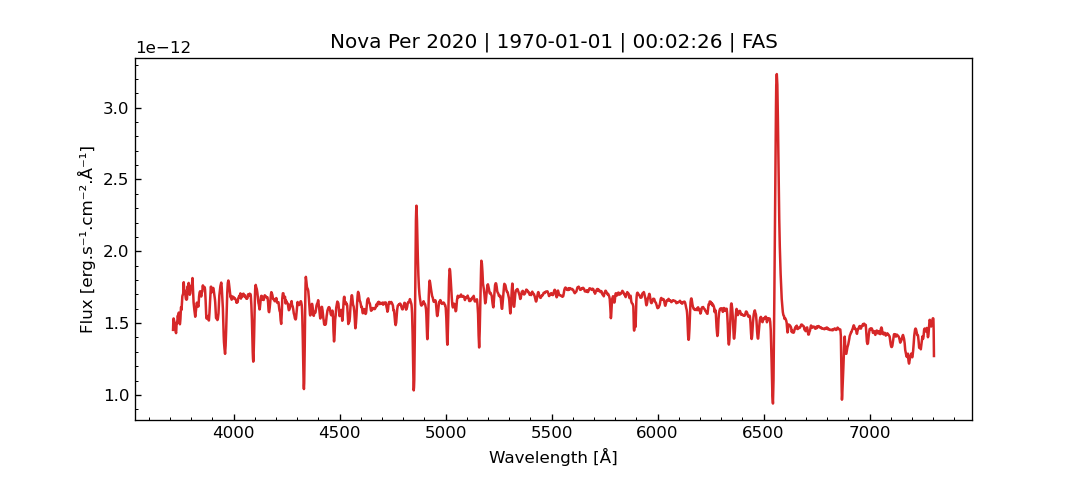 Nova Per 2020 | 1970-01-01 | 00:02:26 | FAS
1e−12
3.0
2.5
2.0
1.5
1.0
Flux [erg.s⁻¹.cm⁻².Å⁻¹]
4000 4500 5000 5500 6000 6500 7000
Wavelength [Å]